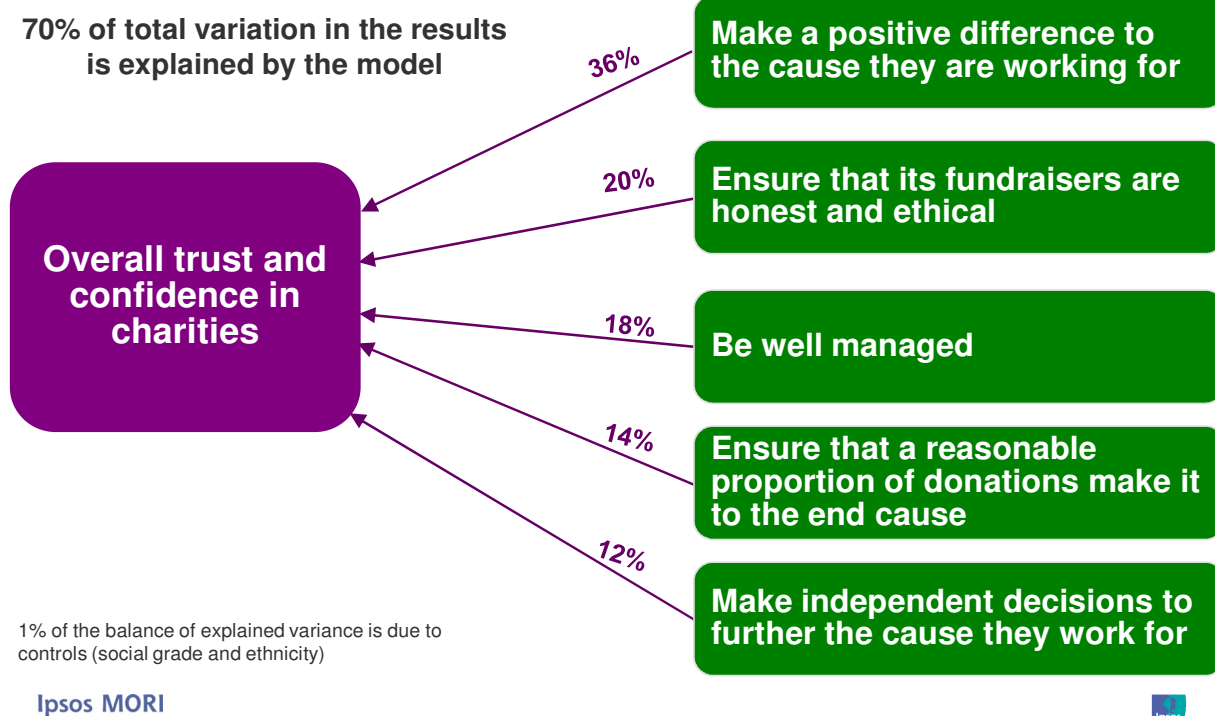 70% of total variation in the results
is explained by the model
36%
Make a positive difference to
the cause they are working for
20%
Ensure that its fundraisers are
honest and ethical
Overall trust and
confidence in
charities
18%
Be well managed
14%
Ensure that a reasonable
proportion of donations make it
to the end cause
12%
Make independent decisions to
further the cause they work for
1% of the balance of explained variance is due to
controls (social grade and ethnicity)
Ipsos MORI